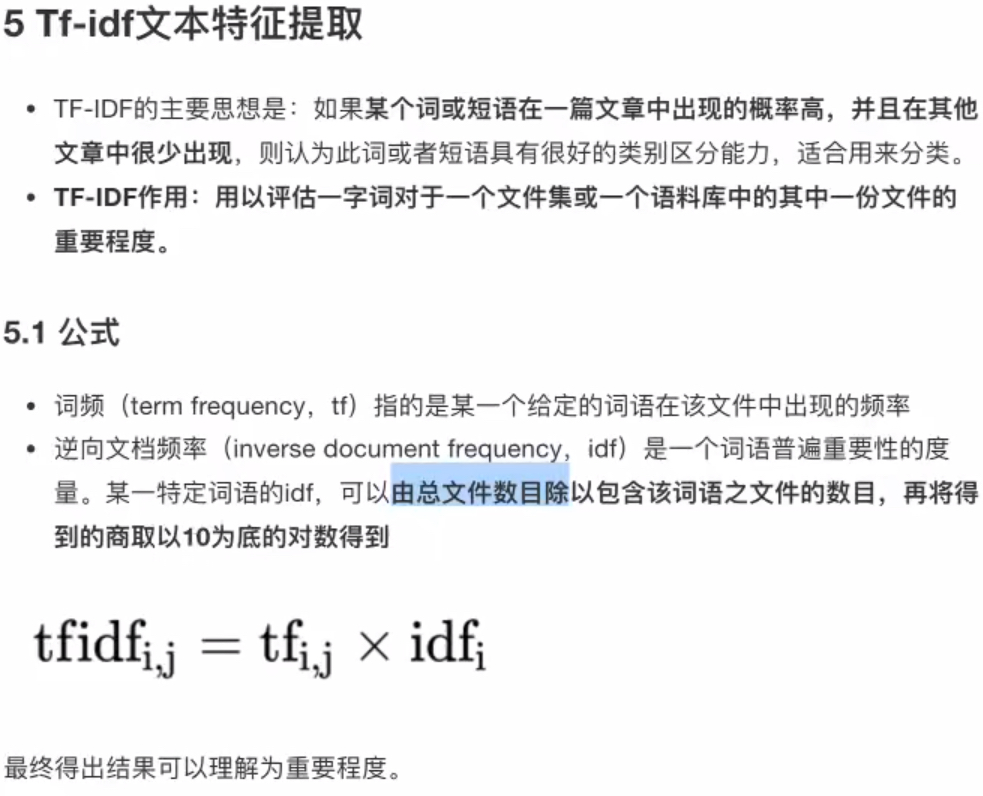 5 Tf-idf文本特征提取
• TF-IDF的主要思想是：如果某个词或短语在一篇文章中出现的概率高，并且在其他
文章中很少出现，则认为此词或者短语具有很好的类别区分能力，适合用来分类。
• TF-IDF作用：用以评估一字词对于一个文件集或一个语料库中的其中一份文件的
重要程度。
5.1 公式
• 词频（term frequency，tf）指的是某一个给定的词语在该文件中出现的频率
• 逆向文档频率（inverse document frequency，idf）是一个词语普遍重要性的度
量。某一特定词语的idf，可以由总文件数目除以包含该词语之文件的数目，再将得
到的商取以10为底的对数得到
tfidf_{i,j} = tf_{i,j} × idf_i
最终得出结果可以理解为重要程度。